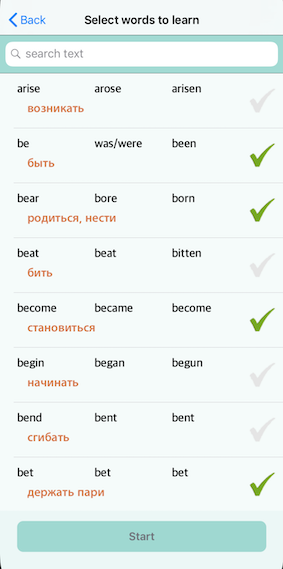 Back Select words to learn
search text
arise arose arisen
возникать
be was/were been
быть
bear bore born
родиться, нести
beat beat bitten
бить
become became become
становиться
begin began begun
начинать
bend bent bent
сгибать
bet bet bet
держать пари
Start